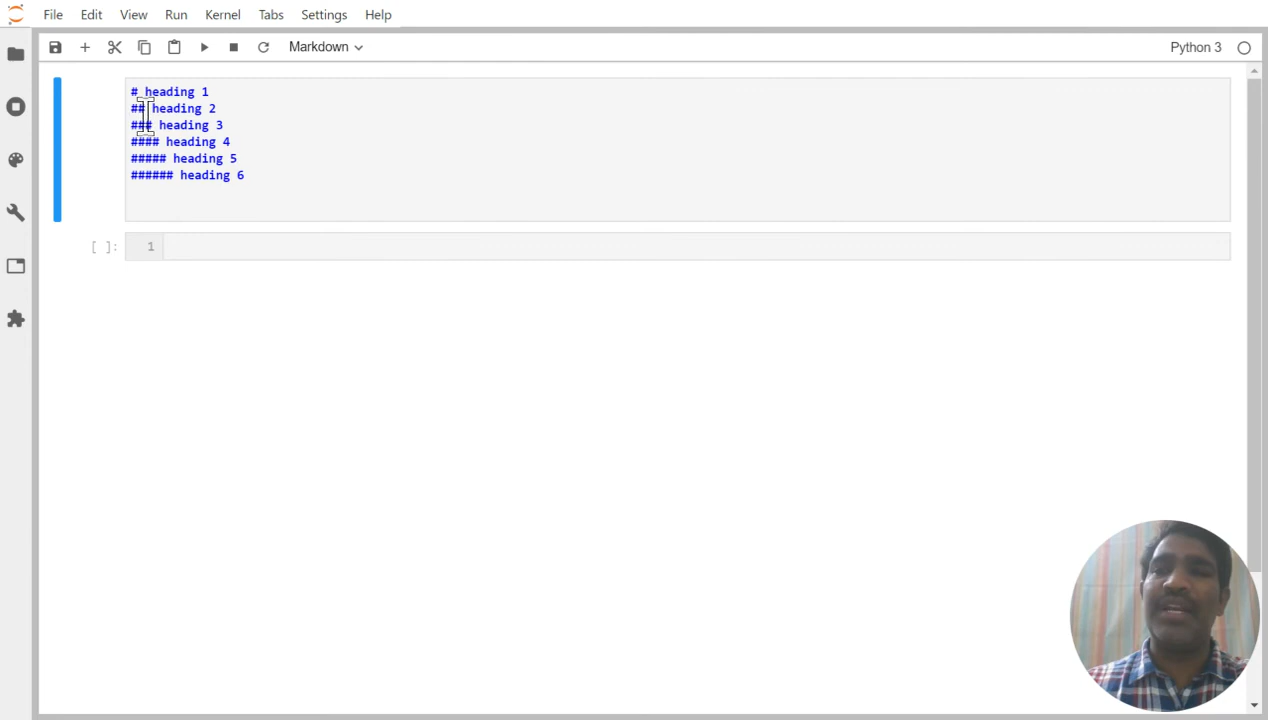 File Edit View Run Kernel Tabs Settings Help
Markdown Python 3
# heading 1
## heading 2
### heading 3
#### heading 4
##### heading 5
###### heading 6
[ ]: 1